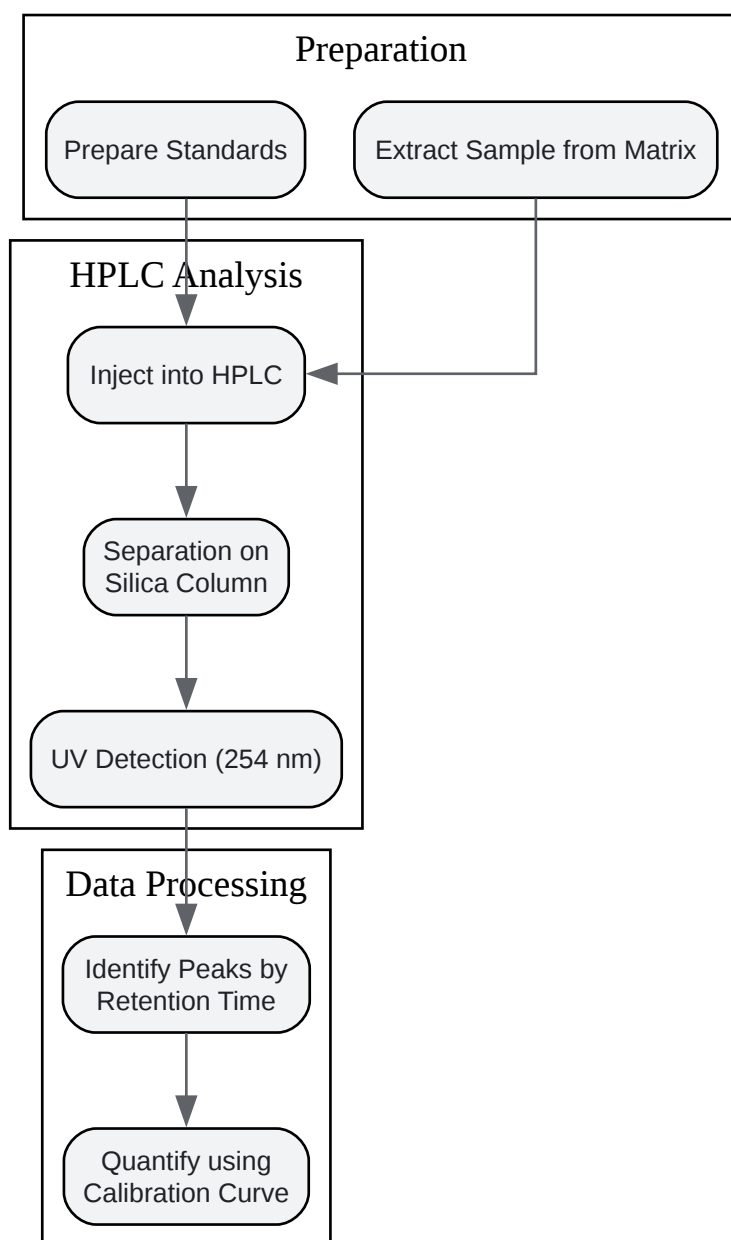 Preparation
Prepare Standards
Extract Sample from Matrix
HPLC Analysis
Inject into HPLC
Separation on
Silica Column
UV Detection (254 nm)
Data Processing
Identify Peaks by
Retention Time
Quantify using
Calibration Curve